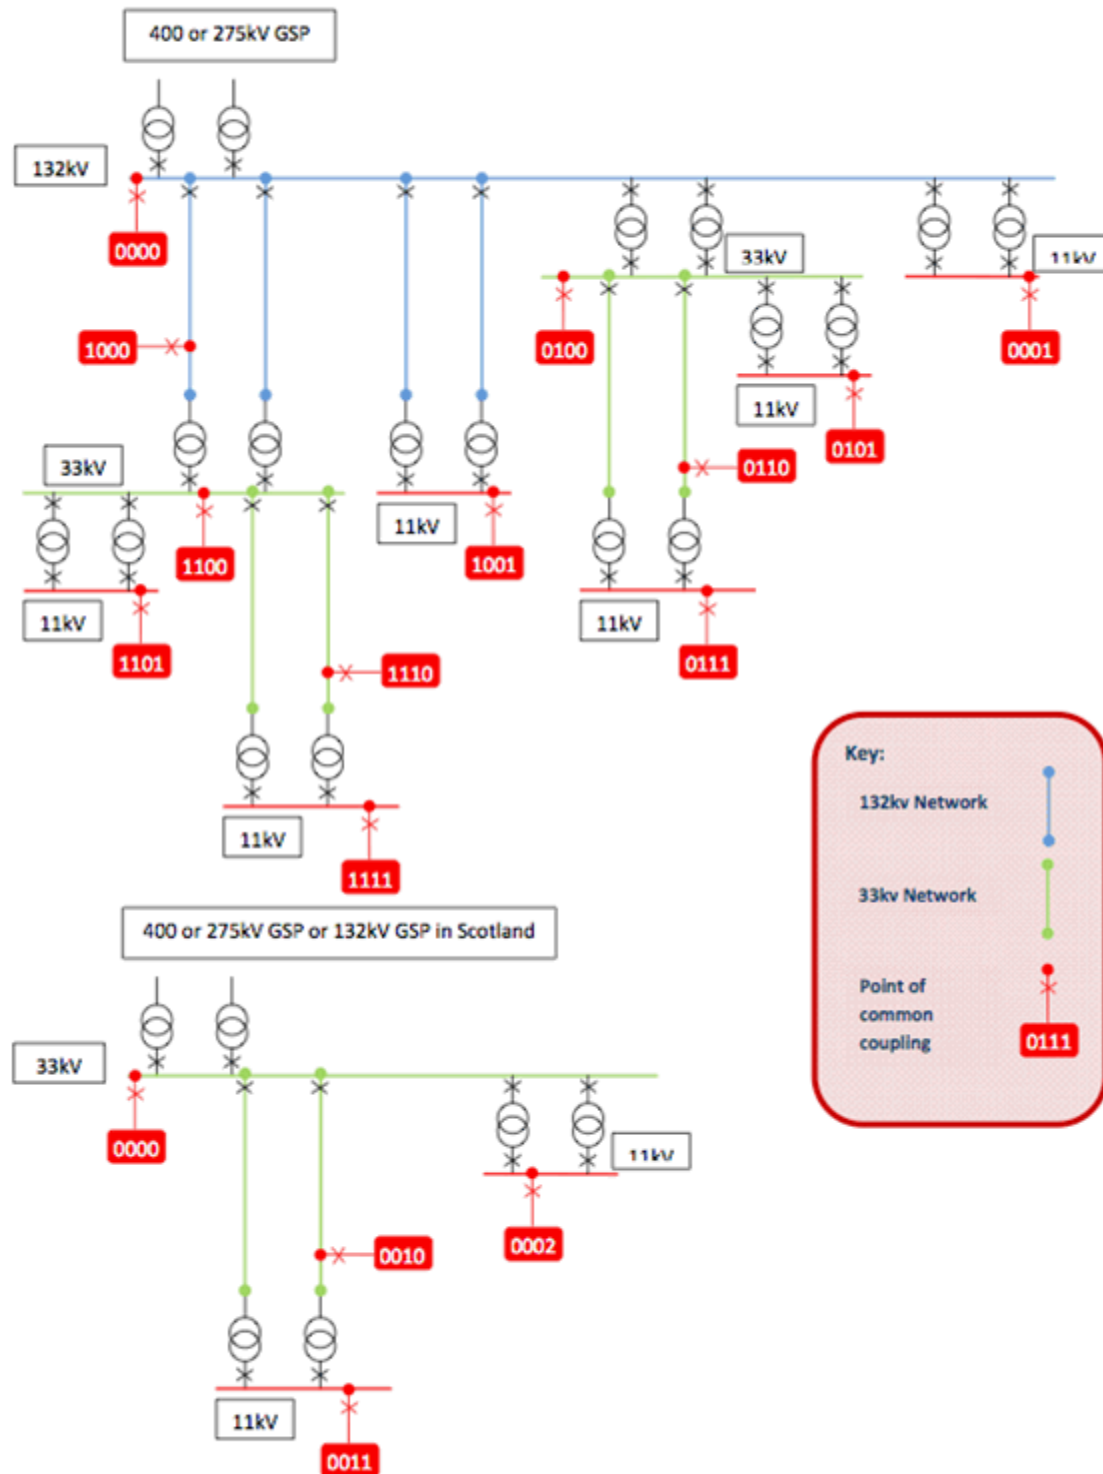 400 or 275kV GSP
132kV
0000
33kV
11kV
1000
0100
0001
11kV
0101
33kV
0110
11kV
1100
1001
11kV
11kV
1101
0111
1110
Key:
132kv Network
11kV
1111
33kv Network
400 or 275kV GSP or 132kV GSP in Scotland
Point of
common
coupling
0111
33kV
0000
11kV
0002
0010
11kV
0011